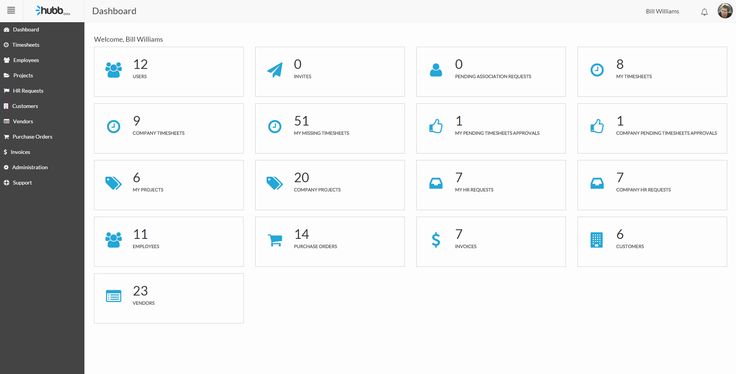 hubb
Dashboard
Bill Williams
Dashboard
Timesheets
Employees
Projects
HR Requests
Customers
Vendors
Purchase Orders
Invoices
Administration
Support
Welcome, Bill Williams
12
USERS
0
INVITES
0
PENDING ASSOCIATION REQUESTS
8
MY TIMESHEETS
9
COMPANY TIMESHEETS
51
MY MISSING TIMESHEETS
1
MY PENDING TIMESHEETS APPROVALS
1
COMPANY PENDING TIMESHEETS APPROVALS
6
MY PROJECTS
20
COMPANY PROJECTS
7
MY HR REQUESTS
7
COMPANY HR REQUESTS
11
EMPLOYEES
14
PURCHASE ORDERS
7
INVOICES
6
CUSTOMERS
23
VENDORS